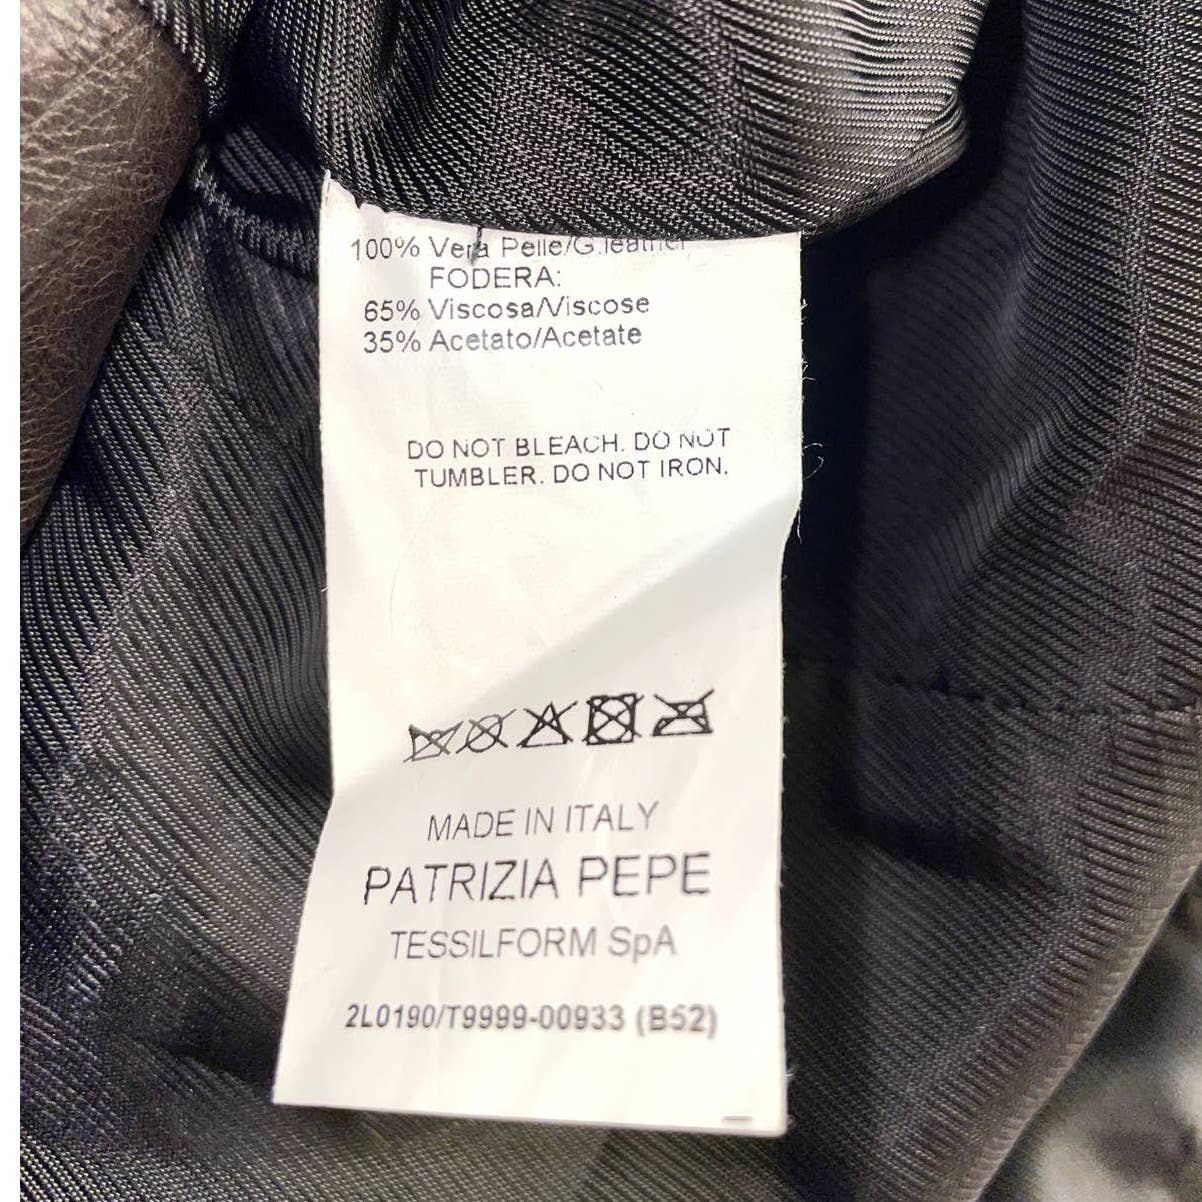 100% Vera Pelle/G.leather
FODERA:
65% Viscosa/Viscose
35% Acetato/Acetate
DO NOT BLEACH. DO NOT
TUMBLER. DO NOT IRON.
MADE IN ITALY
PATRIZIA PEPE
TESSILFORM SpA
2L0190/T9999-00933 (B52)